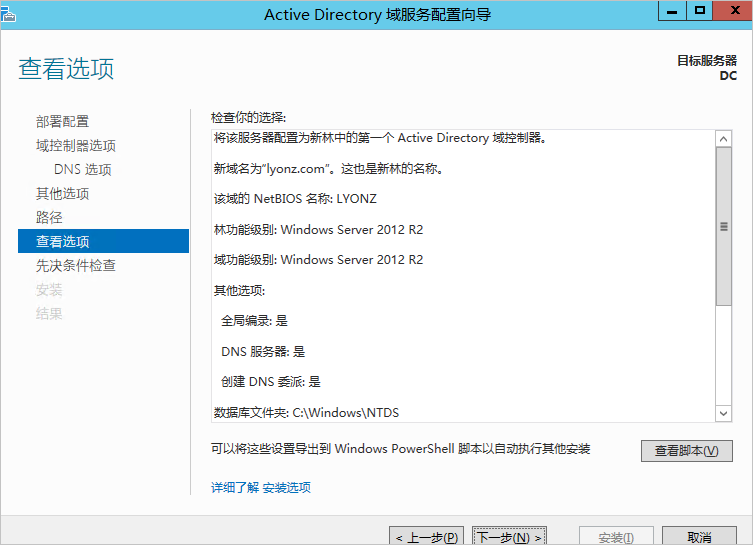 Active Directory 域服务配置向导
查看选项
目标服务器
DC
部署配置
域控制器选项
DNS 选项
其他选项
路径
查看选项
先决条件检查
安装
结果
检查你的选择:
将该服务器配置为新林中的第一个 Active Directory 域控制器。
新域名为"lyonz.com"。这也是新林的名称。
该域的 NetBIOS 名称: LYONZ
林功能级别: Windows Server 2012 R2
域功能级别: Windows Server 2012 R2
其他选项:
全局编录: 是
DNS 服务器: 是
创建 DNS 委派: 是
数据库文件夹: C:\Windows\NTDS
可以将这些设置导出到 Windows PowerShell 脚本以自动执行其他安装
查看脚本(V)
详细了解 安装选项
< 上一步(P)
下一步(N) >
安装(I)
取消